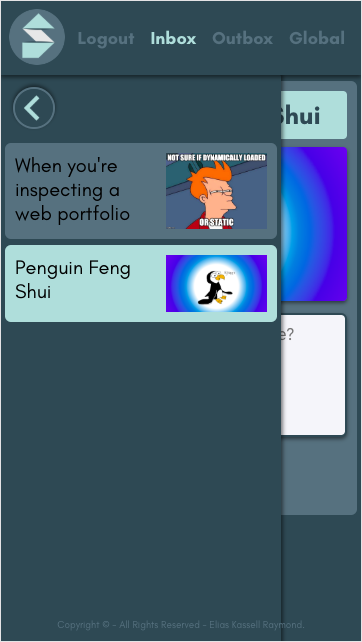 Logout Inbox Outbox Global
Shui
When you're
inspecting a
web portfolio
NOT SURE IF DYNAMICALLY LOADED
OR STATIC
Penguin Feng
Shui
e?
Copyright © - All Rights Reserved - Elias Kassell Raymond.